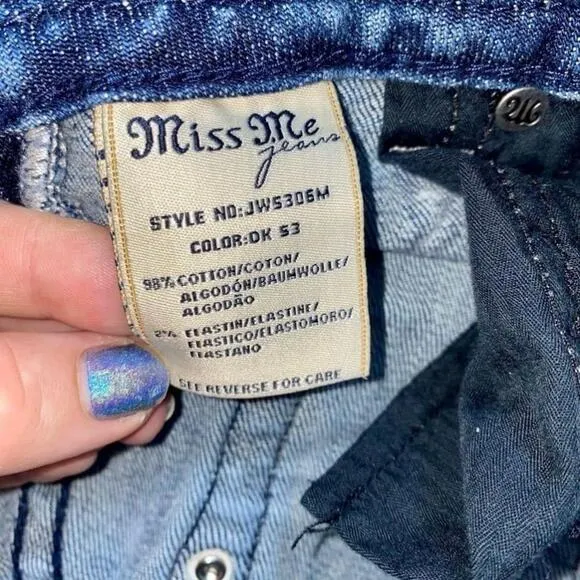 Miss Me
jeans
STYLE NO:JW5306M
COLOR:DK 53
98% COTTON/COTON/
ALGODÓN/BAUMWOLLE/
ALGODÃO
2% ELASTIN/ELASTINE/
ELASTICO/ELASTOMORO/
ELASTANO
SEE REVERSE FOR CARE